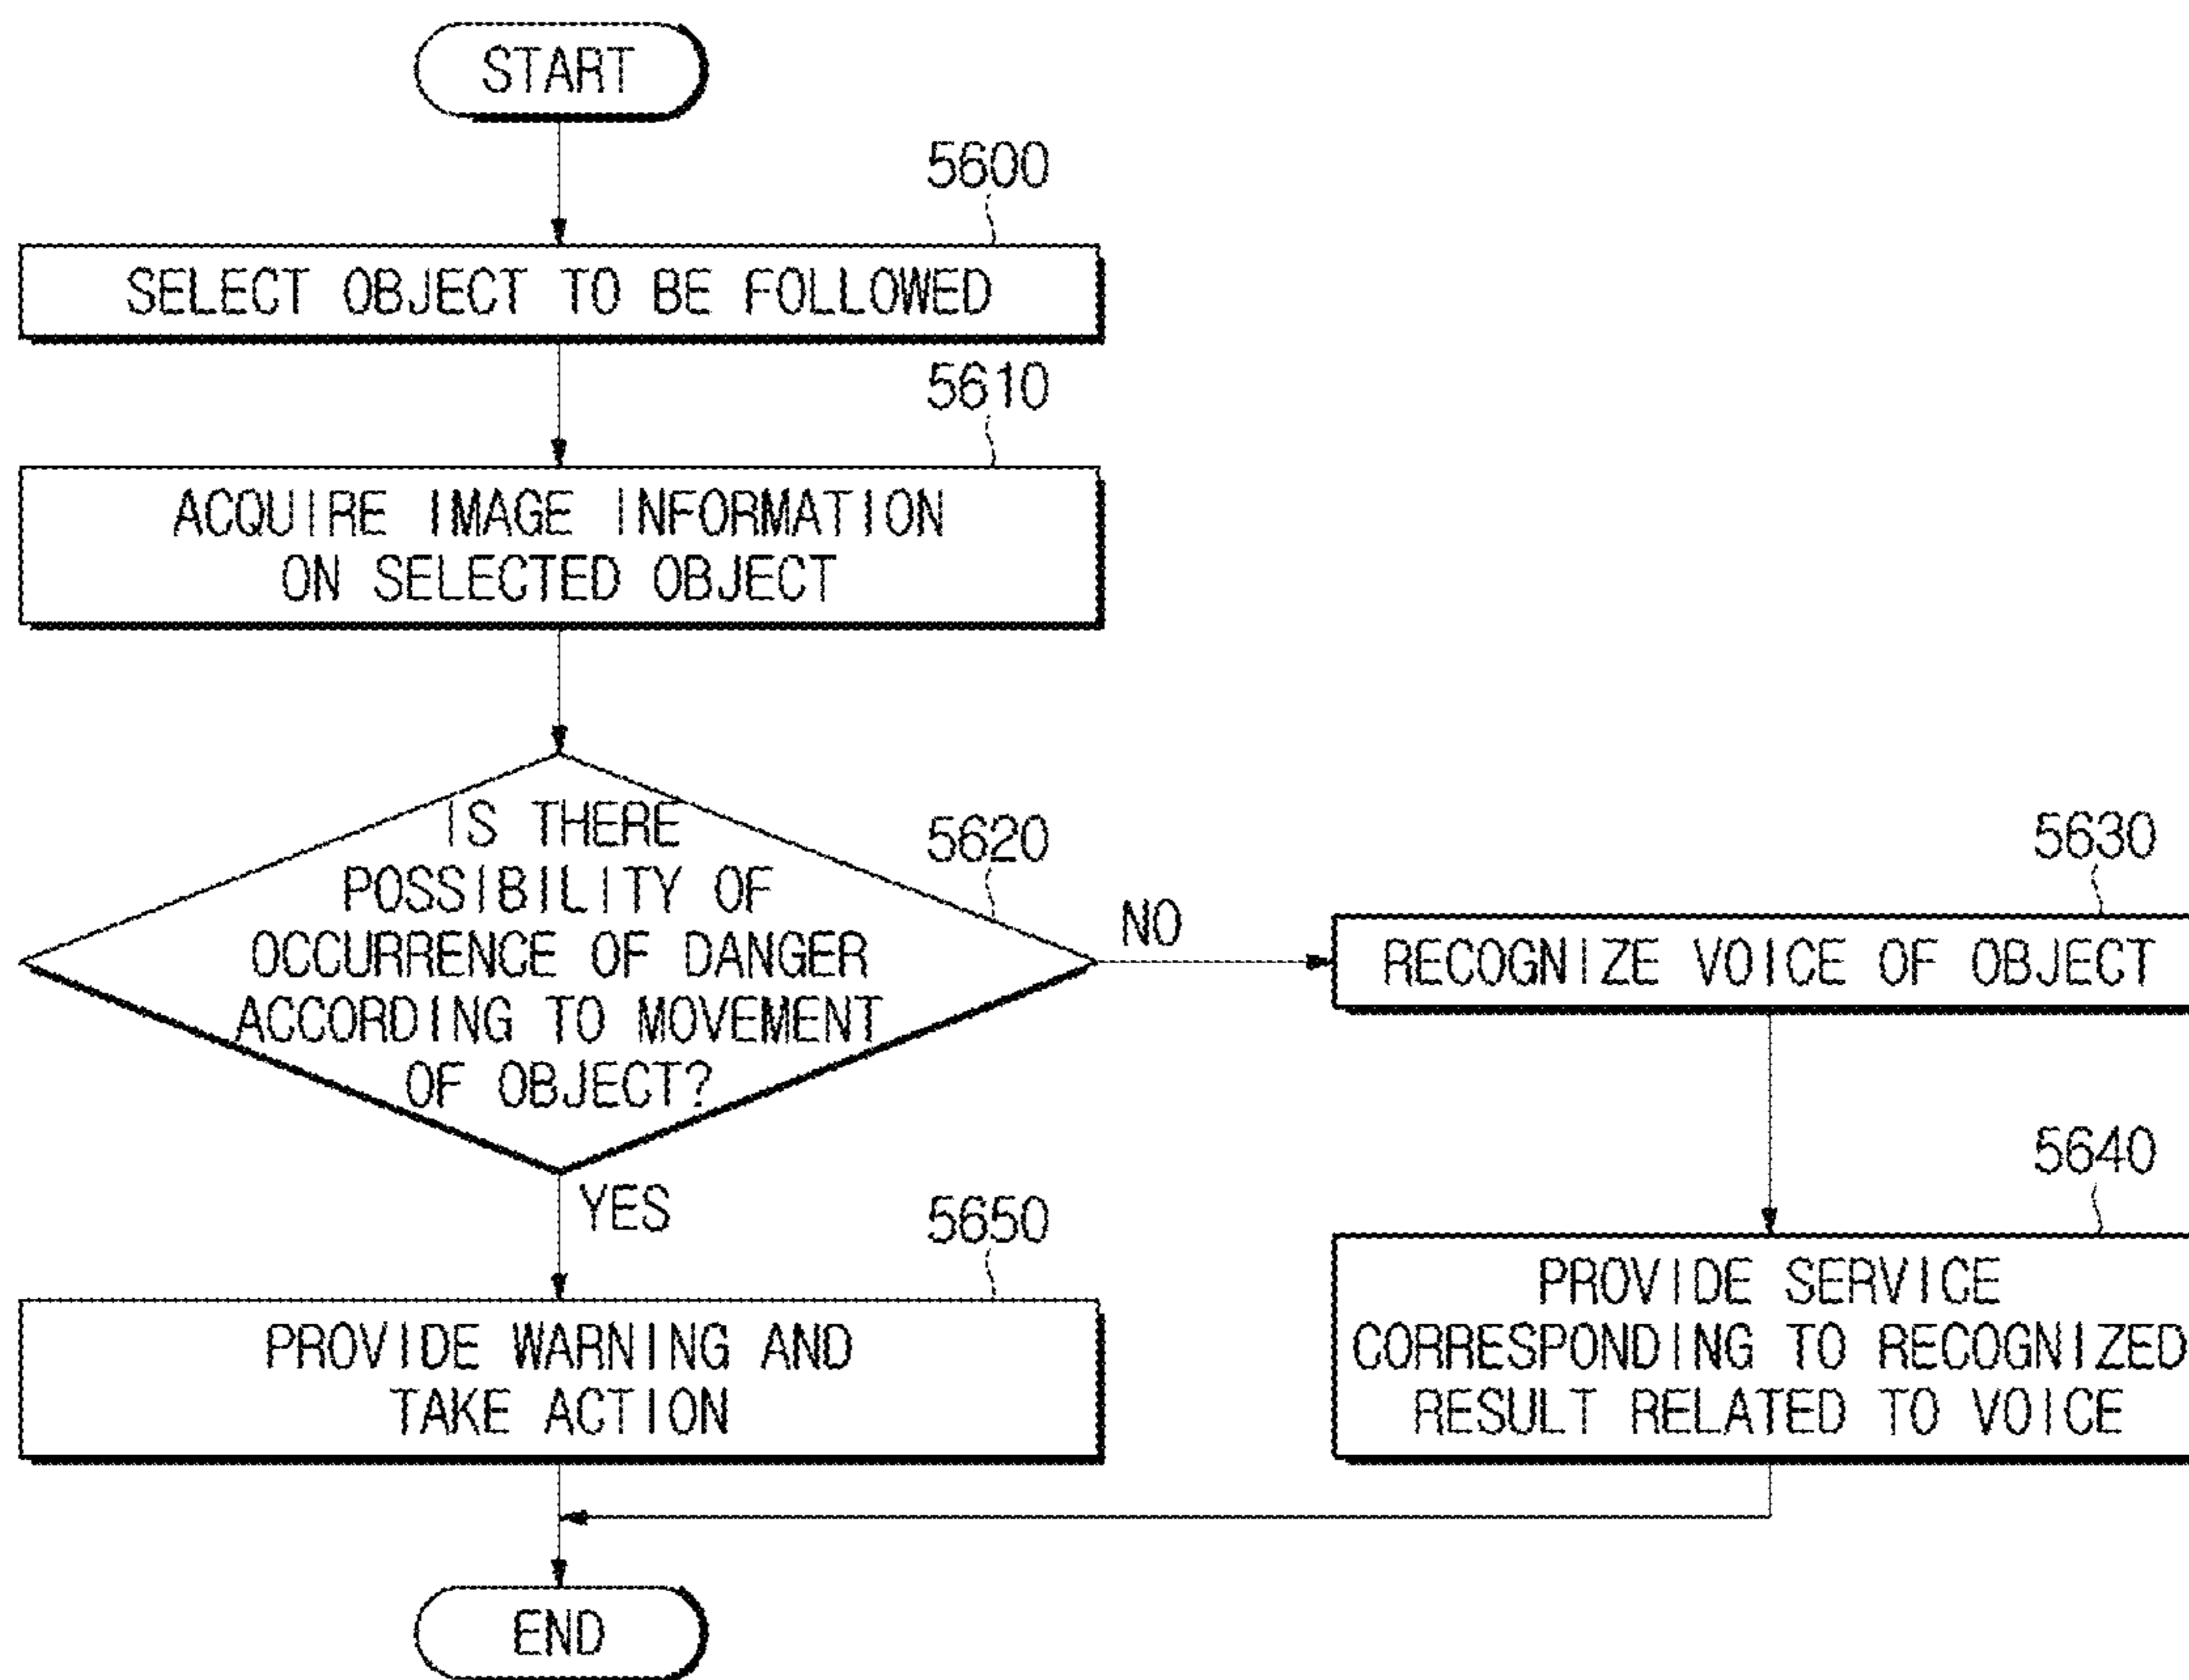 START
5600
SELECT OBJECT TO BE FOLLOWED
5610
ACQUIRE IMAGE INFORMATION
ON SELECTED OBJECT
IS THERE
POSSIBILITY OF
OCCURRENCE OF DANGER
ACCORDING TO MOVEMENT
OF OBJECT?
5620
NO
5630
RECOGNIZE VOICE OF OBJECT
5640
PROVIDE SERVICE
CORRESPONDING TO RECOGNIZED
RESULT RELATED TO VOICE
YES
5650
PROVIDE WARNING AND
TAKE ACTION
END